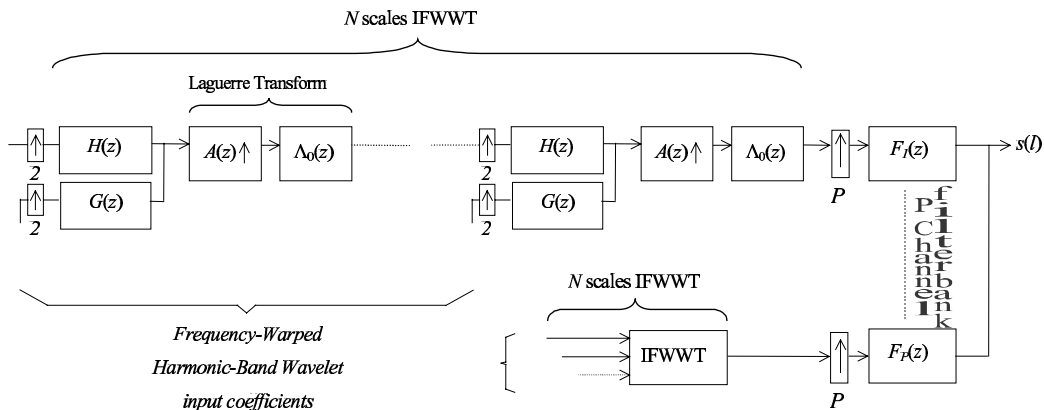 N scales IFWWT
Laguerre Transform
H(z) A(z)↑ Λ0(z) H(z) A(z)↑ Λ0(z) FI(z) s(l)
2 2 P
G(z) G(z)
2 2
P Channel
filterbank
N scales IFWWT
Frequency-Warped
Harmonic-Band Wavelet
input coefficients
IFWWT FP(z)
P